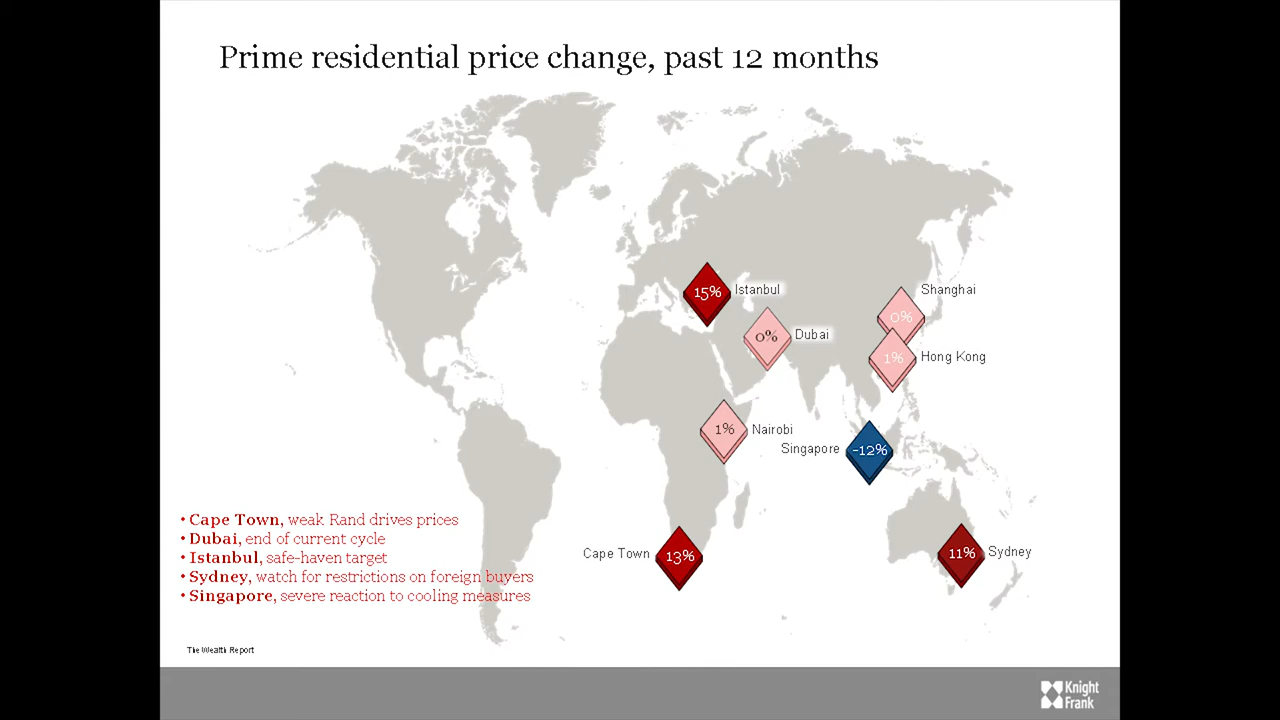 Prime residential price change, past 12 months
15% Istanbul
Shanghai
0%
0% Dubai
1% Hong Kong
1% Nairobi
Singapore -12%
Cape Town 13%
11% Sydney
• Cape Town, weak Rand drives prices
• Dubai, end of current cycle
• Istanbul, safe-haven target
• Sydney, watch for restrictions on foreign buyers
• Singapore, severe reaction to cooling measures
The Wealth Report
Knight
Frank